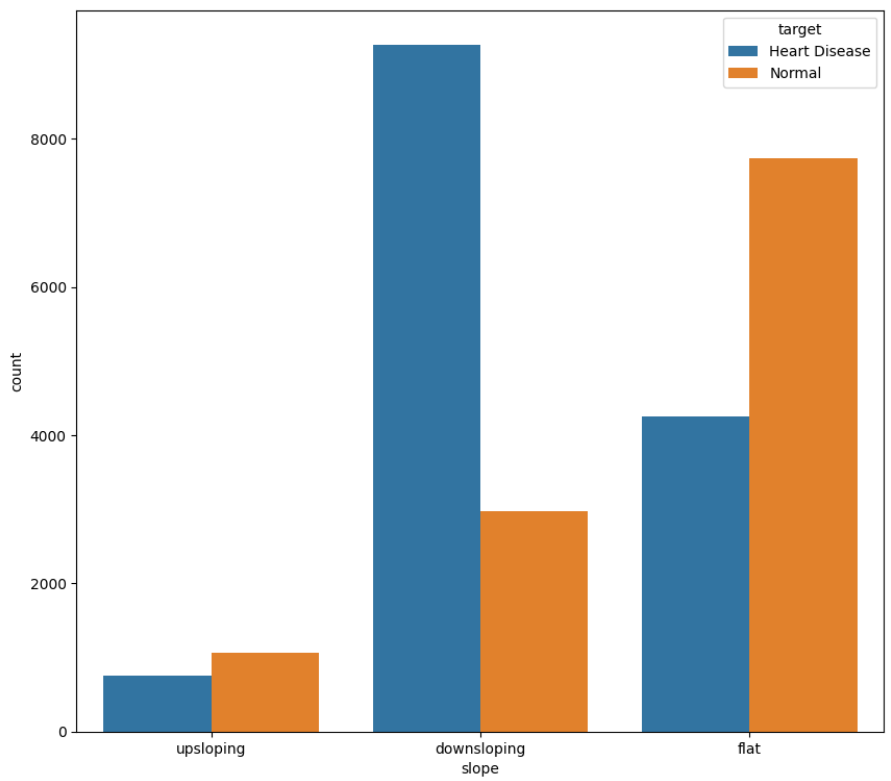 target
Heart Disease
Normal
8000
6000
count
4000
2000
0
upsloping downsloping flat
slope